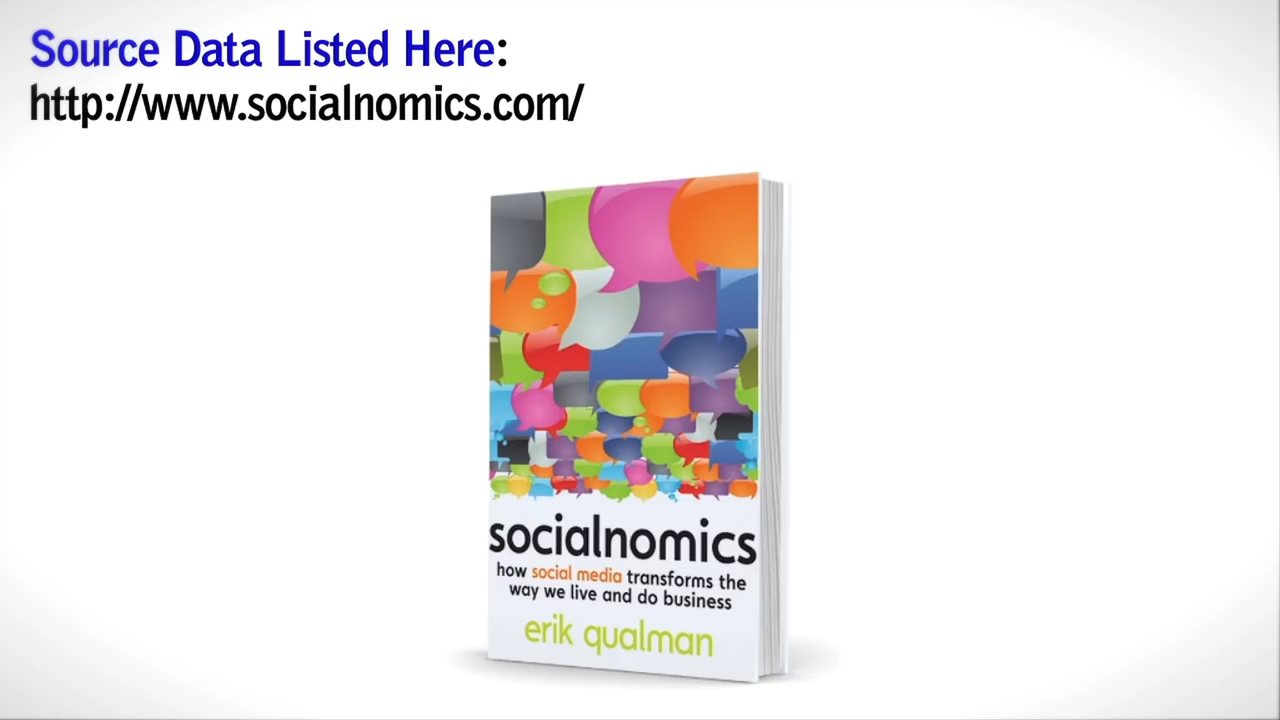 Source Data Listed Here:
http://www.socialnomics.com/
socialnomics
how social media transforms the
way we live and do business
erik qualman